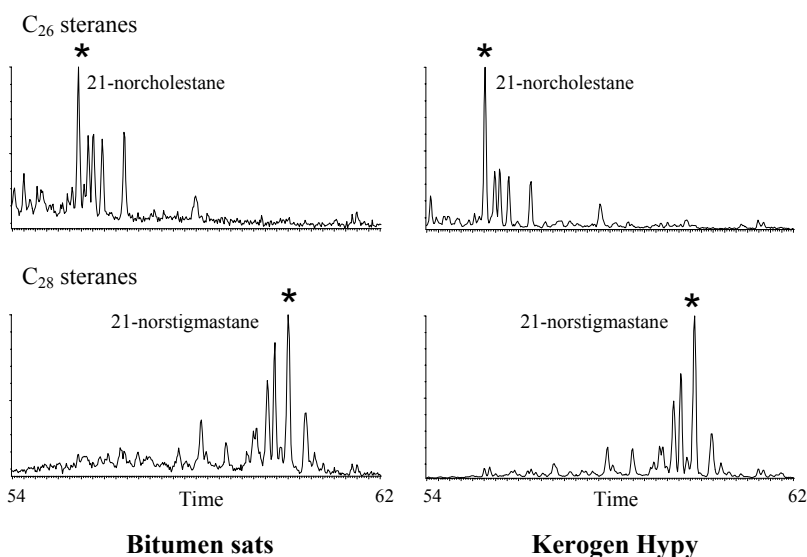 C₂₆ steranes
*
*
21-norcholestane
21-norcholestane
C₂₈ steranes
*
*
21-norstigmastane
21-norstigmastane
54 Time 62
54 Time 62
Bitumen sats
Kerogen Hypy